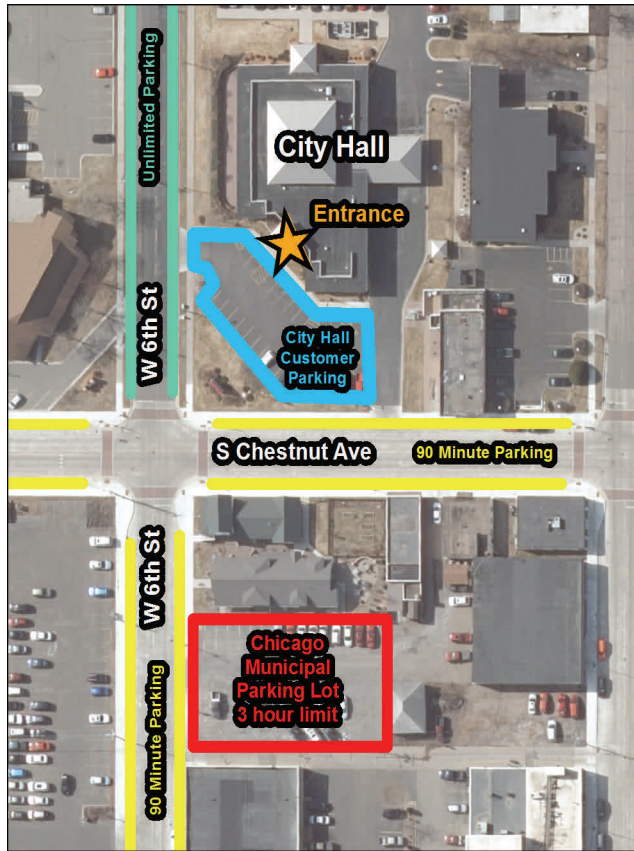 Unlimited Parking
City Hall
Entrance
W 6th St
City Hall
Customer
Parking
S Chestnut Ave
90 Minute Parking
W 6th St
Chicago
Municipal
Parking Lot
3 hour limit
90 Minute Parking